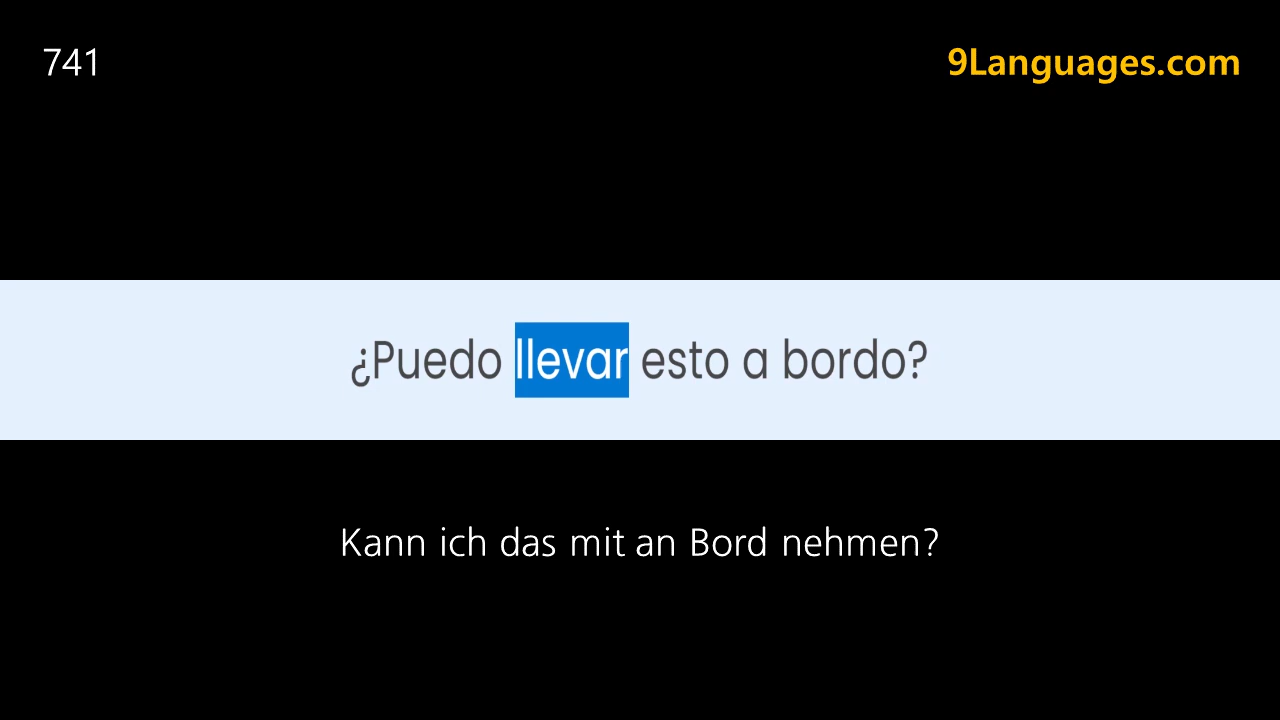 741
9Languages.com
¿Puedo llevar esto a bordo?
Kann ich das mit an Bord nehmen?